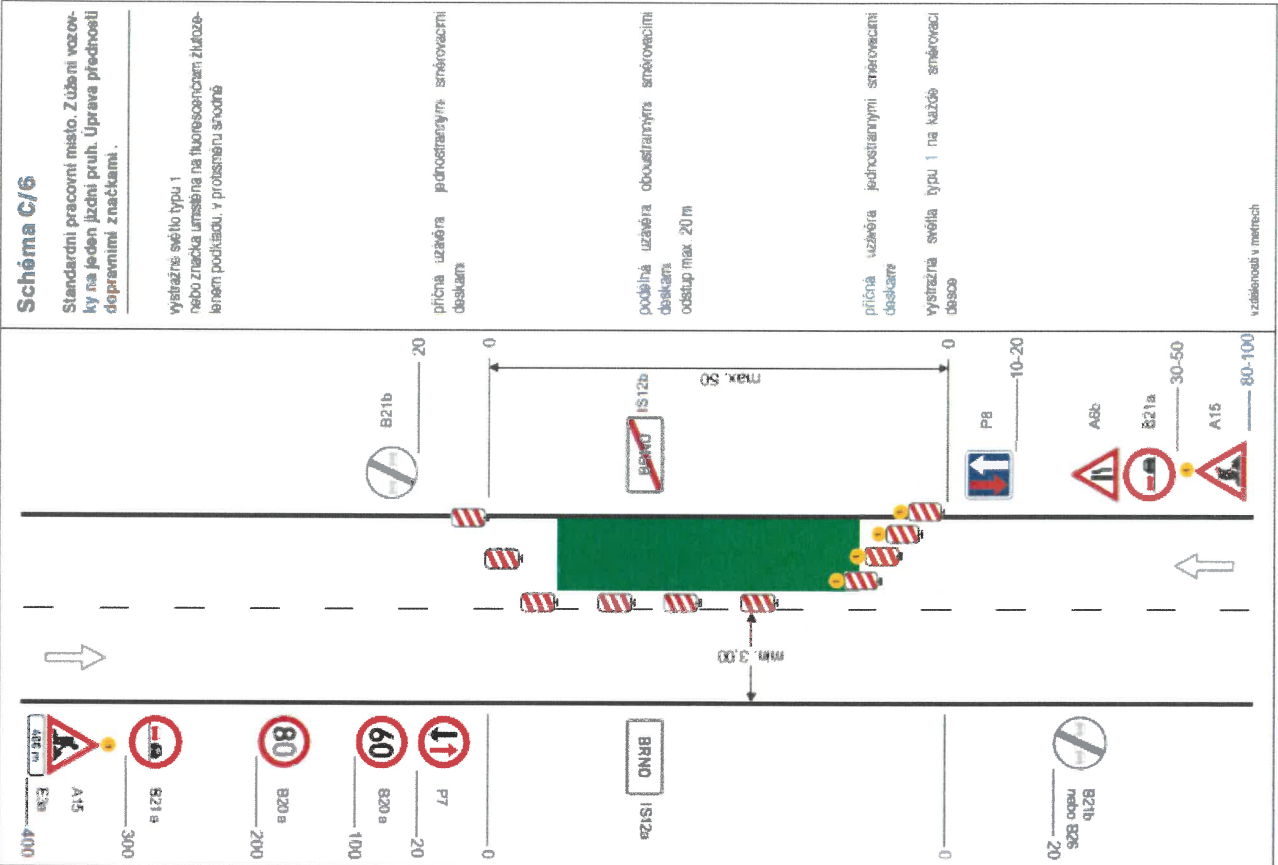 Schéma C/6
Standardní pracovní místo. Zúžení vozov-
ky na jeden jízdní pruh. Úprava přednosti
dopravními značkami.
výstražné světlo typu 1
nebo značka umístěna na fluorescenčním žlutoze-
leném podkladu, v protisměru shodně
příčná uzávěra jednostrannými směrovacími
deskami
podélná uzávěra oboustrannými směrovacími
deskami
odstup max. 20 m
příčná uzávěra jednostrannými směrovacími
deskami
výstražná světla typu 1 na každé směrovací
desce
vzdálenosti v metrech
20
B21b
0
max. 50
IS12b
BRNO
0
P8
10-20
A6b
B21a
30-50
A15
80-100
min. 3,00
400 m
E3a
A15
400
B21a
300
80
B20a
200
60
B20a
100
P7
20
0
BRNO
IS12a
0
B21b
nebo B26
20